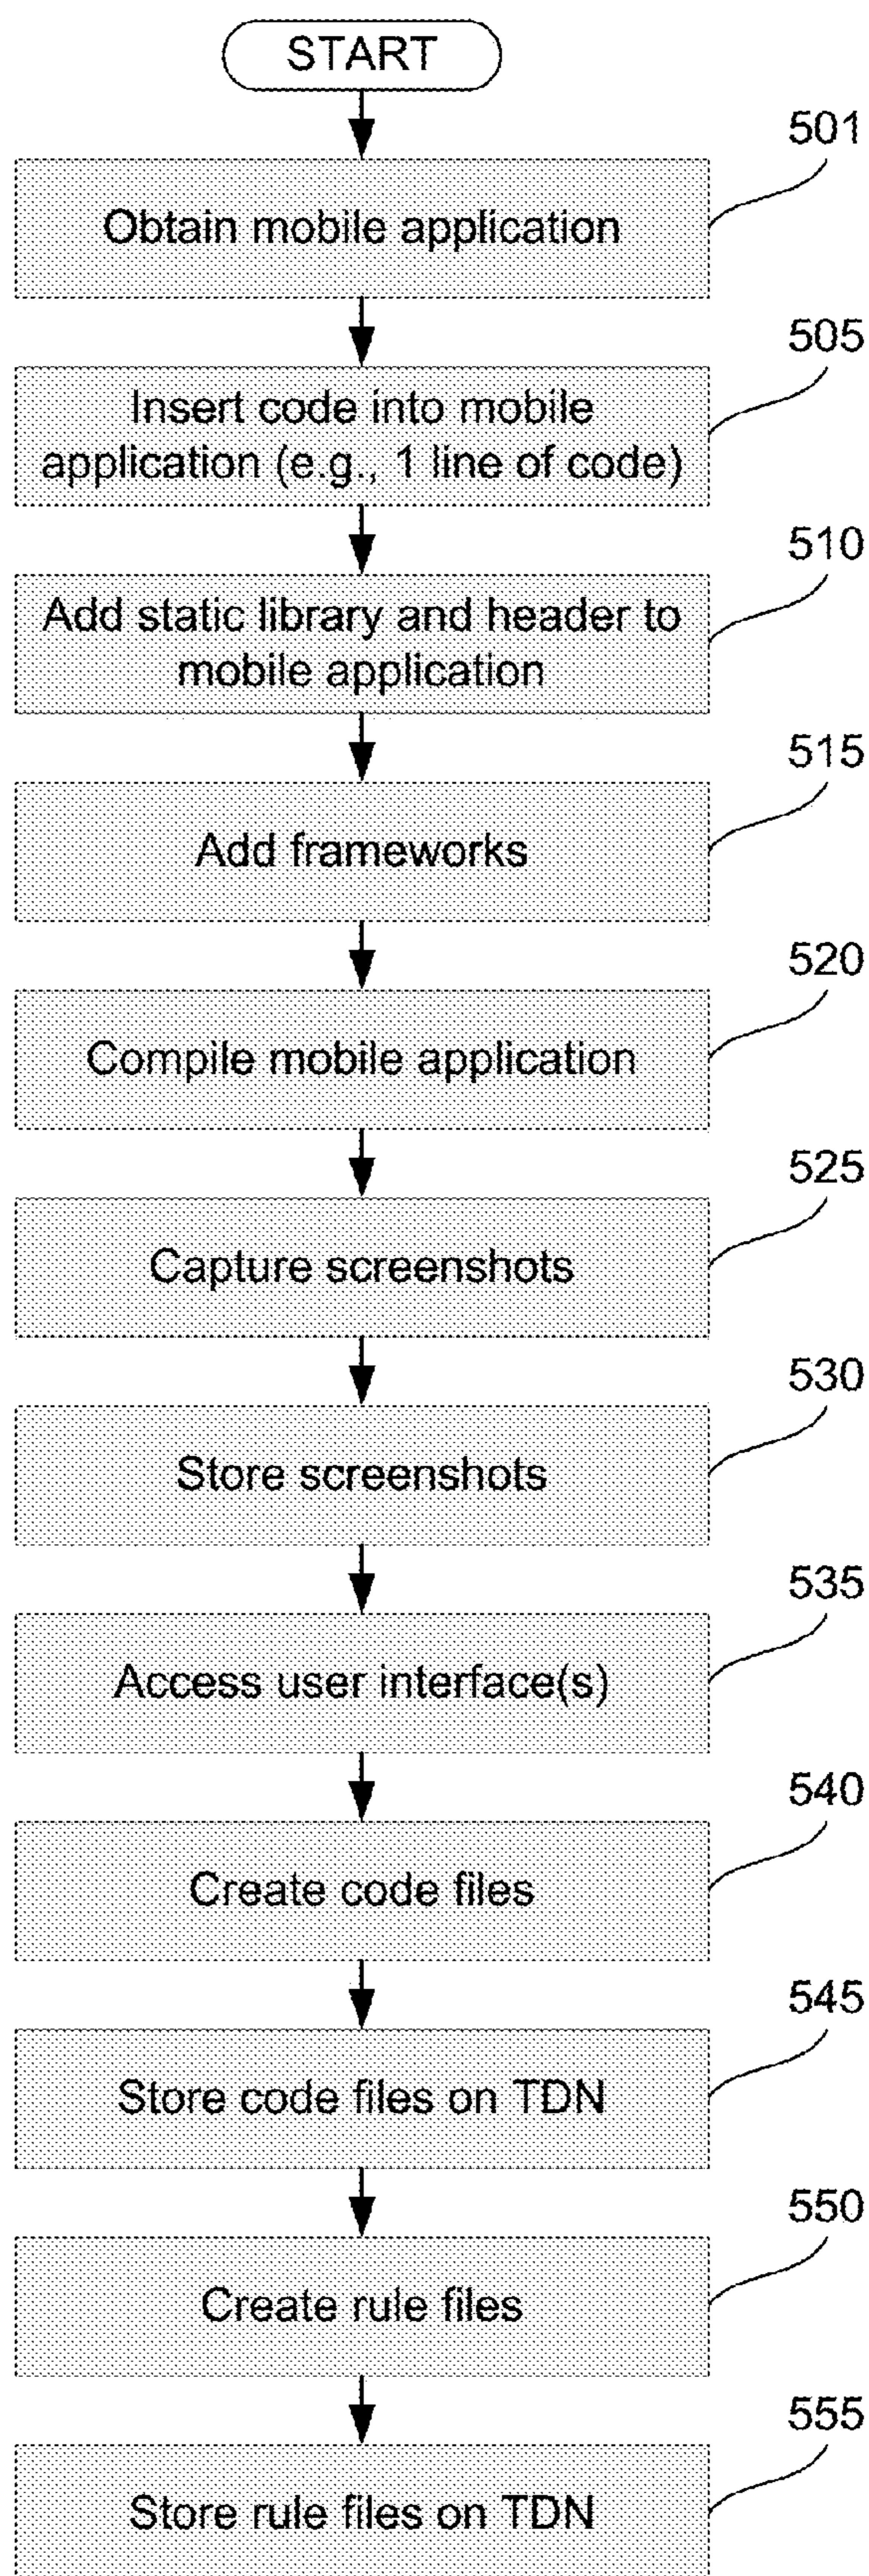 START
501
Obtain mobile application
505
Insert code into mobile
application (e.g., 1 line of code)
510
Add static library and header to
mobile application
515
Add frameworks
520
Compile mobile application
525
Capture screenshots
530
Store screenshots
535
Access user interface(s)
540
Create code files
545
Store code files on TDN
550
Create rule files
555
Store rule files on TDN